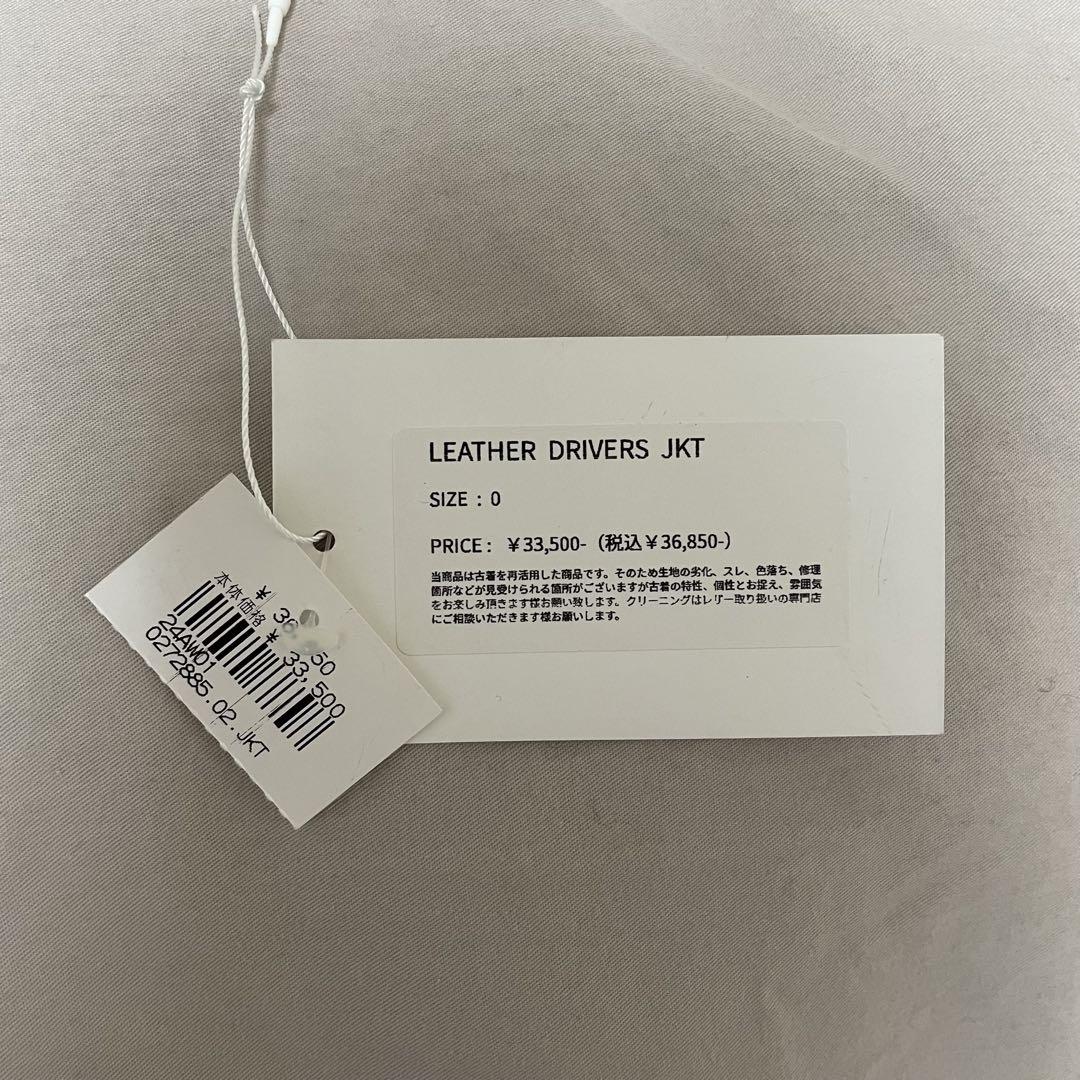 LEATHER DRIVERS JKT
SIZE : 0
PRICE : ¥33,500- (税込¥36,850-)
当商品は古着を再活用した商品です。そのため生地の劣化、スレ、色落ち、修理
箇所などが見受けられる箇所がございますが古着の特性、個性とお捉え、雰囲気
をお楽しみ頂きます様お願い致します。クリーニングはレザー取り扱いの専門店
にご相談いただきます様お願いします。
¥ 36 50
本体価格 ¥ 33,500
24AW01
0272885.02.JKT